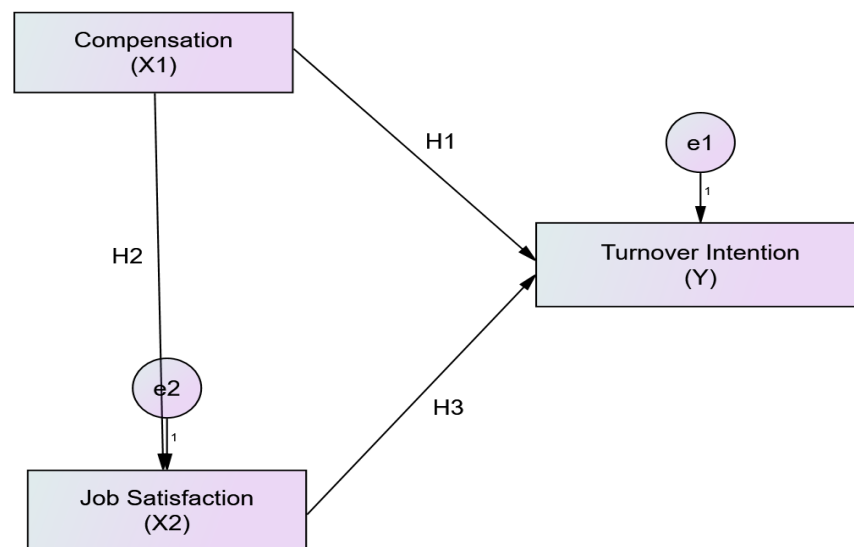 Compensation
(X1)
H1
e1
1
Turnover Intention
(Y)
H2
e2
1
H3
Job Satisfaction
(X2)